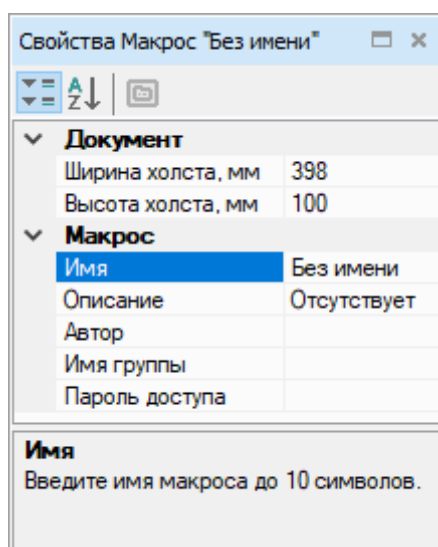 Свойства Макрос "Без имени"
Документ
Ширина холста, мм 398
Высота холста, мм 100
Макрос
Имя Без имени
Описание Отсутствует
Автор
Имя группы
Пароль доступа
Имя
Введите имя макроса до 10 символов.